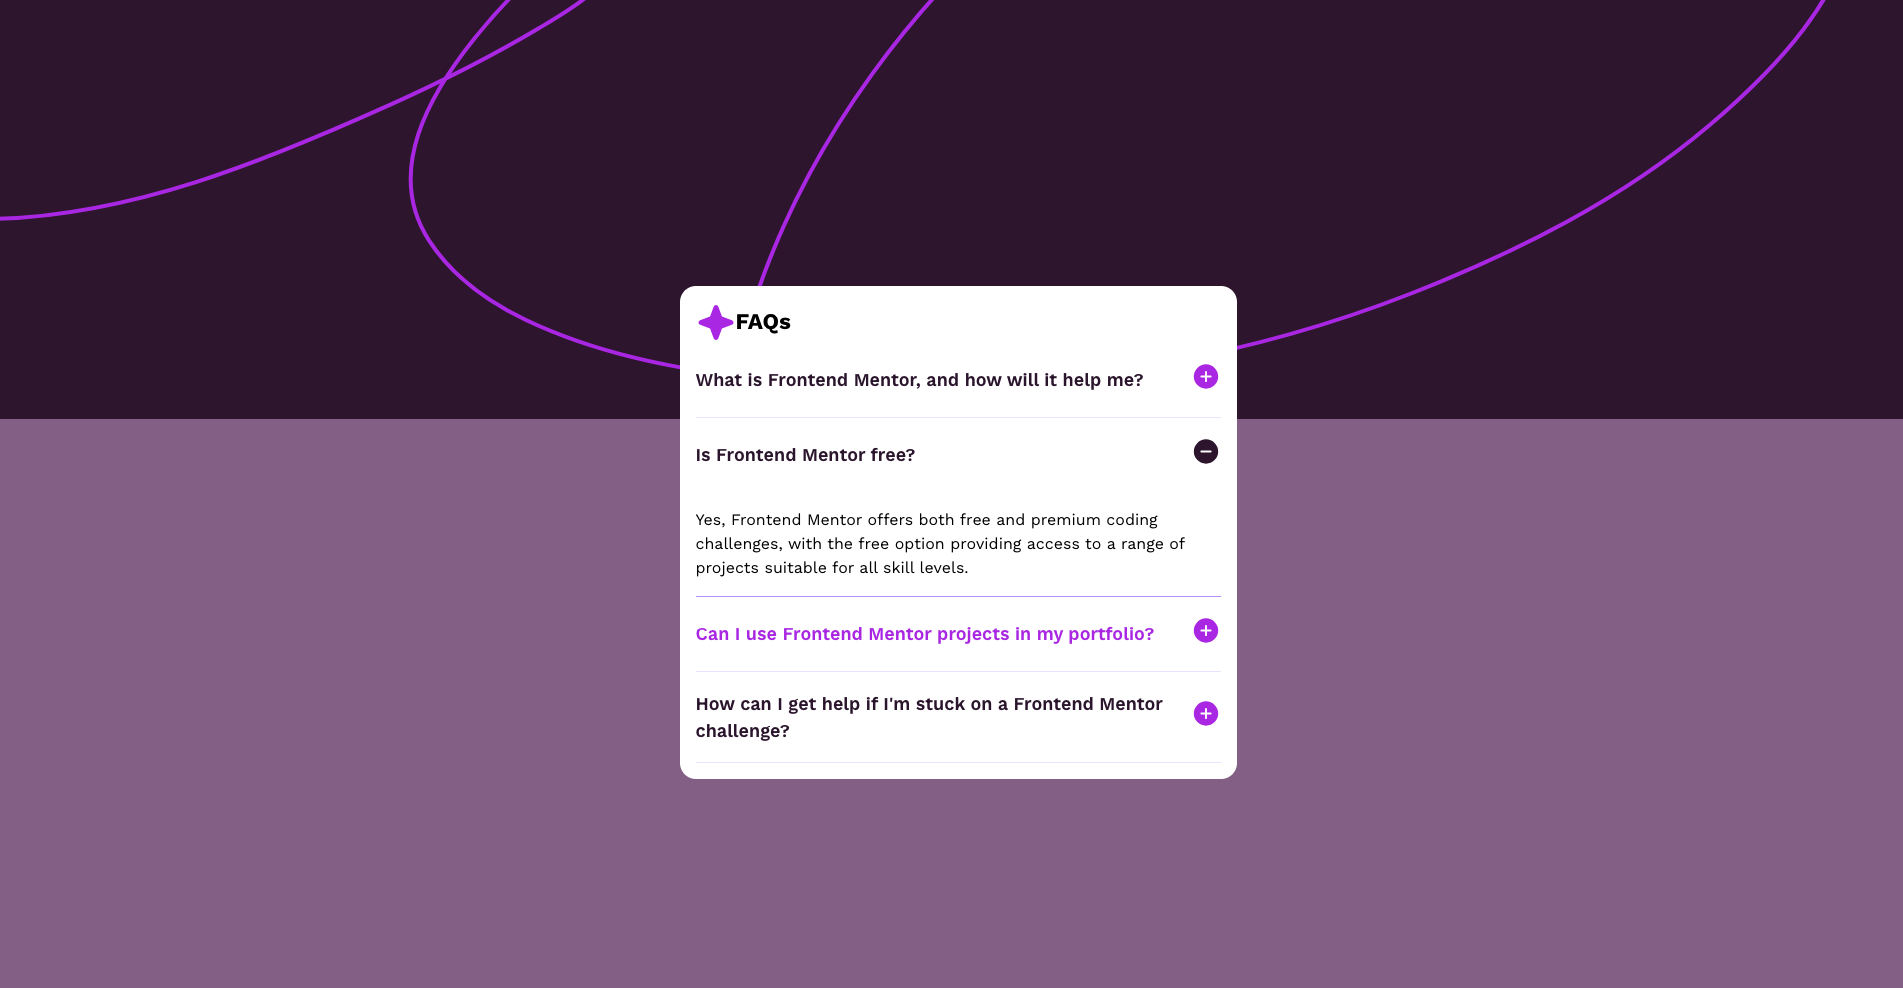 FAQs
What is Frontend Mentor, and how will it help me?
Is Frontend Mentor free?
Yes, Frontend Mentor offers both free and premium coding
challenges, with the free option providing access to a range of
projects suitable for all skill levels.
Can I use Frontend Mentor projects in my portfolio?
How can I get help if I'm stuck on a Frontend Mentor
challenge?